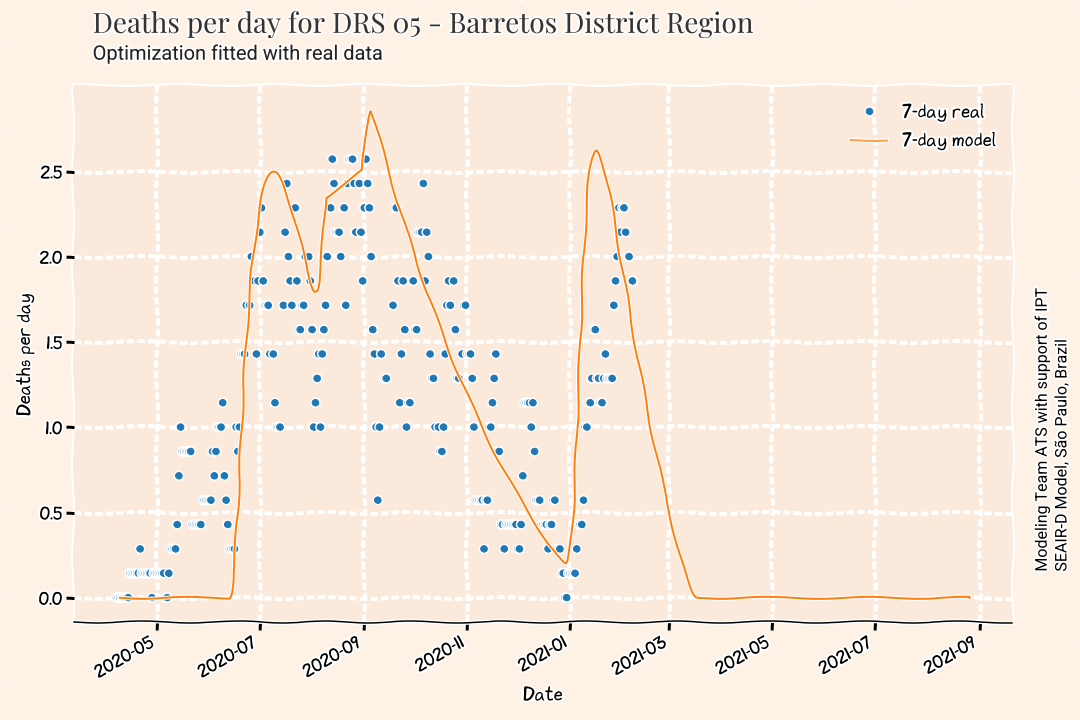 Deaths per day for DRS 05 - Barretos District Region
Optimization fitted with real data
7-day real
7-day model
2.5
2.0
1.5
1.0
0.5
0.0
Deaths per day
2020-05
2020-07
2020-09
2020-11
2021-01
2021-03
2021-05
2021-07
2021-09
Date
Modeling Team ATS with support of IPT
SEAIR-D Model, São Paulo, Brazil